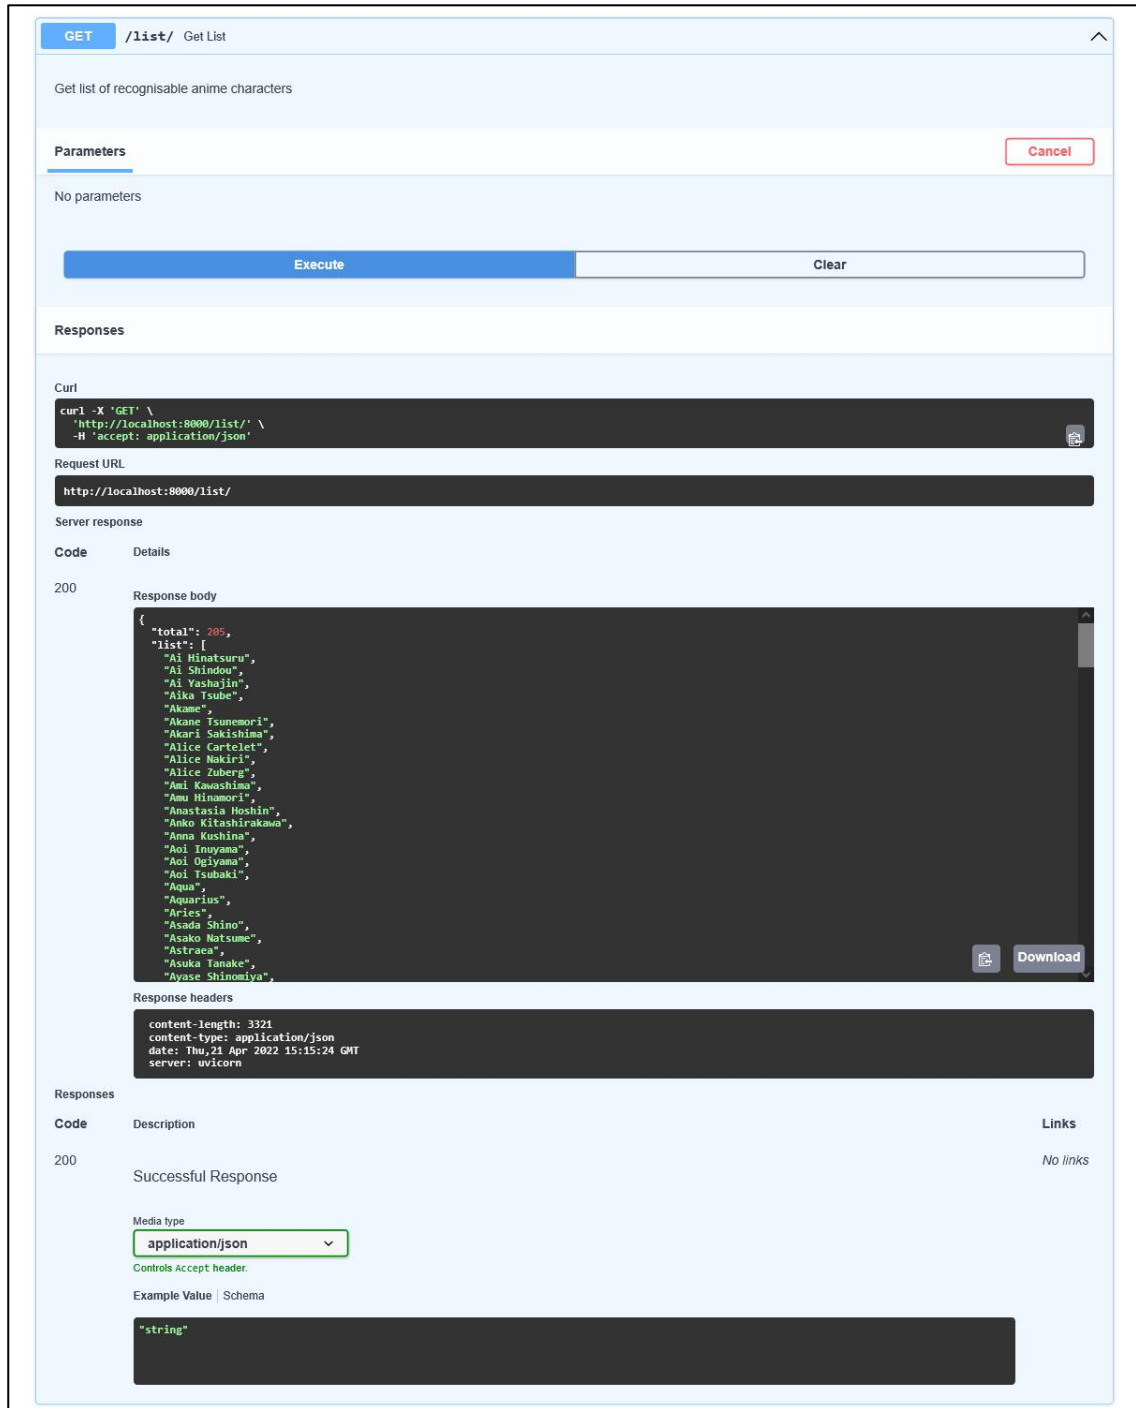 GET /list/ Get List
Get list of recognisable anime characters
Parameters Cancel
No parameters
Execute Clear
Responses
Curl
curl -X 'GET' \
'http://localhost:8000/list/' \
-H 'accept: application/json'
Request URL
http://localhost:8000/list/
Server response
Code Details
200
Response body
{
"total": 205,
"list": [
"Ai Hinatsuru",
"Ai Shindou",
"Ai Yashajin",
"Aika Tsube",
"Akame",
"Akane Tsunemori",
"Akari Sakishima",
"Alice Cartelet",
"Alice Nakiri",
"Alice Zuberg",
"Ami Kawashima",
"Amu Hinamori",
"Anastasia Hoshin",
"Anko Kitashirakawa",
"Anna Kushina",
"Aoi Inuyama",
"Aoi Ogiyama",
"Aoi Tsubaki",
"Aqua",
"Aquarius",
"Aries",
"Asada Shino",
"Asako Natsume",
"Astraea",
"Asuka Tanake",
"Ayase Shinomiya",
Download
Response headers
content-length: 3321
content-type: application/json
date: Thu,21 Apr 2022 15:15:24 GMT
server: uvicorn
Responses
Code Description Links
200 No links
Successful Response
Media type
application/json
Controls Accept header.
Example Value Schema
"string"